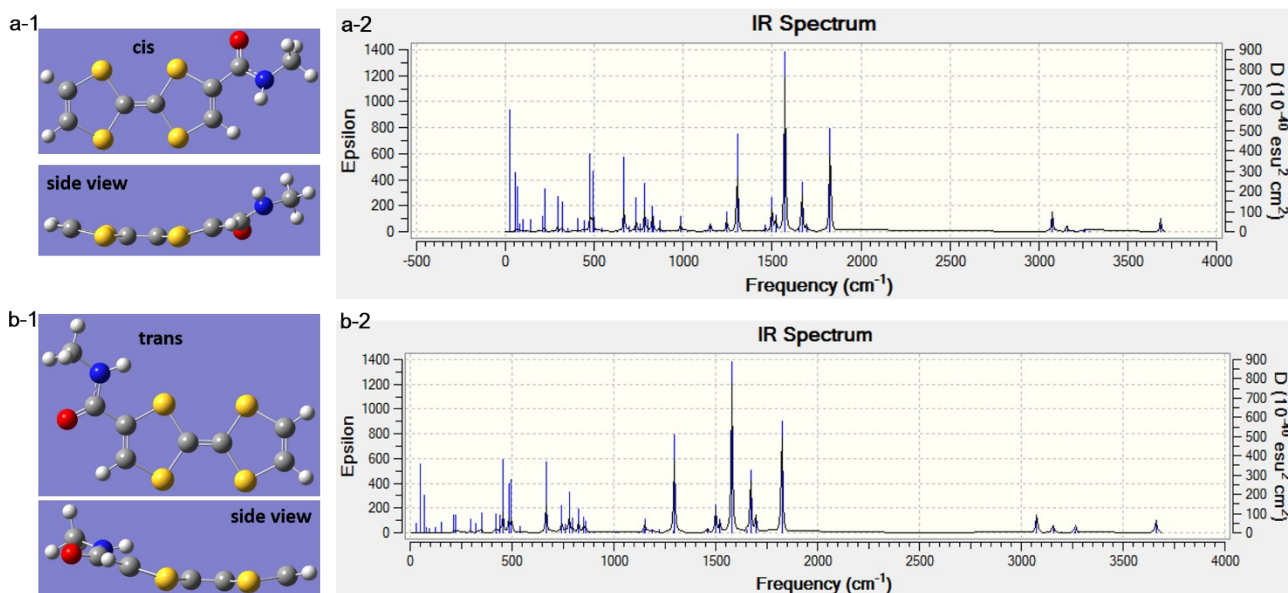 a-1
cis
side view
a-2
IR Spectrum
Epsilon
1400
1200
1000
800
600
400
200
0
900
800
700
600
500
400
300
200
100
0
D (10⁻⁴⁰ esu² cm²)
-500 0 500 1000 1500 2000 2500 3000 3500 4000
Frequency (cm⁻¹)
b-1
trans
side view
b-2
IR Spectrum
Epsilon
1400
1200
1000
800
600
400
200
0
900
800
700
600
500
400
300
200
100
0
D (10⁻⁴⁰ esu² cm²)
0 500 1000 1500 2000 2500 3000 3500 4000
Frequency (cm⁻¹)